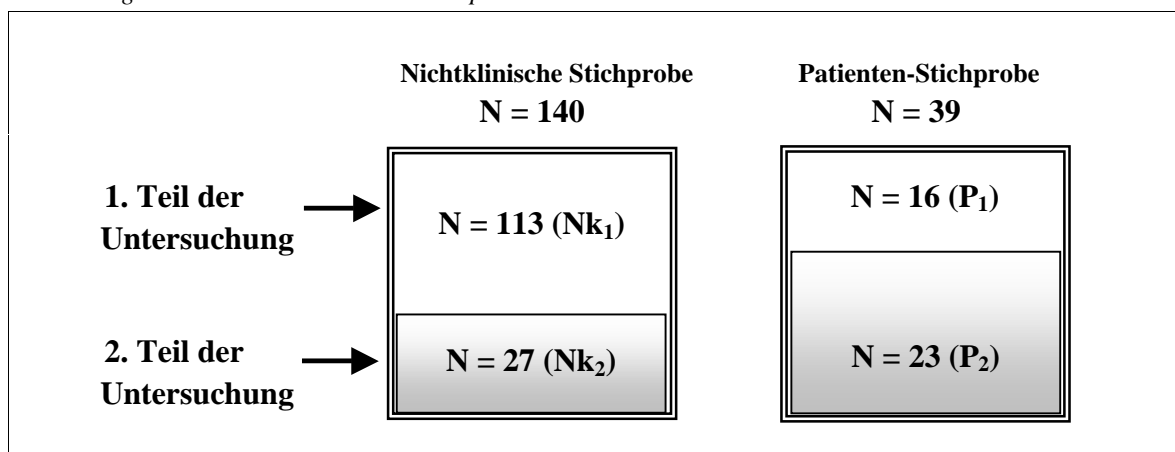 Nichtklinische Stichprobe
N = 140
Patienten-Stichprobe
N = 39
1. Teil der
Untersuchung
N = 113 (Nk₁)
N = 16 (P₁)
2. Teil der
Untersuchung
N = 27 (Nk₂)
N = 23 (P₂)